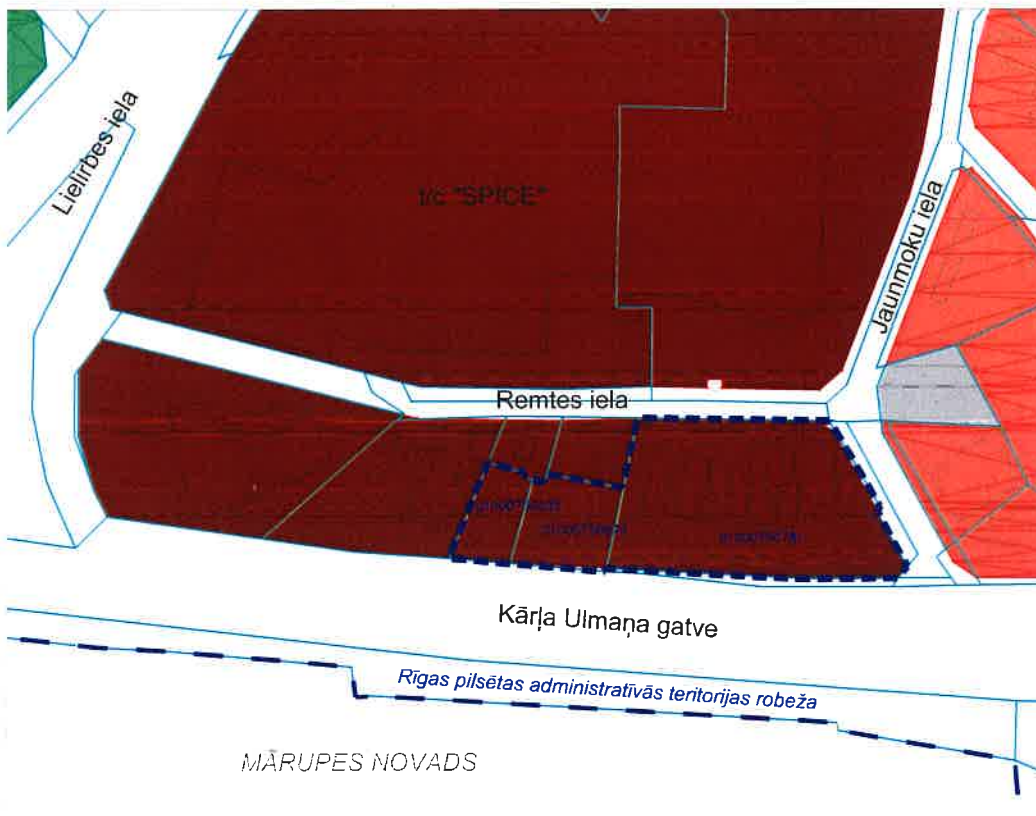 Lielirbes iela
t/c "SPICE"
Jaunmoku iela
Remtes iela
Kārļa Ulmaņa gatve
Rīgas pilsētas administratīvās teritorijas robeža
MĀRUPES NOVADS